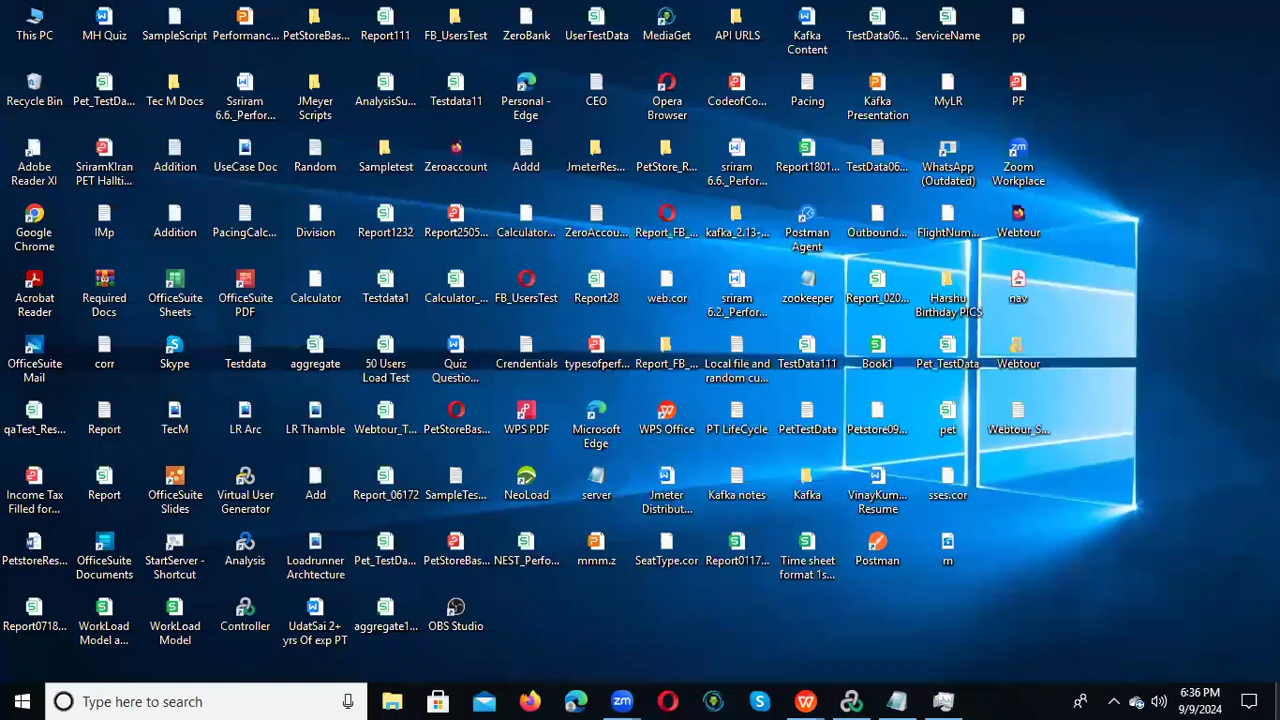 This PC
MH Quiz
SampleScript
Performanc...
PetStoreBas...
Report111
FB_UsersTest
ZeroBank
UserTestData
MediaGet
API URLS
Kafka
Content
TestData06...
ServiceName
pp
Recycle Bin
Pet_TestDa...
Tec M Docs
Ssriram
6.6._Perfor...
JMeyer
Scripts
AnalysisSu...
Testdata11
Personal -
Edge
CEO
Opera
Browser
CodeofCo...
Pacing
Kafka
Presentation
MyLR
PF
Adobe
Reader XI
SriramKIran
PET Hallti...
Addition
UseCase Doc
Random
Sampletest
Zeroaccount
Addd
JmeterRes...
PetStore_R...
sriram
6.6._Perfor...
Report1801...
TestData06...
WhatsApp
(Outdated)
Zoom
Workplace
Google
Chrome
IMp
Addition
PacingCalc...
Division
Report1232
Report2505...
Calculator...
ZeroAccou...
Report_FB_...
kafka_2.13-...
Postman
Agent
Outbound...
FlightNum...
Webtour
Acrobat
Reader
Required
Docs
OfficeSuite
Sheets
OfficeSuite
PDF
Calculator
Testdata1
Calculator_...
FB_UsersTest
Report28
web.cor
sriram
6.2._Perfor...
zookeeper
Report_020...
Harshu
Birthday PICS
nav
OfficeSuite
Mail
corr
Skype
Testdata
aggregate
50 Users
Load Test
Quiz
Questio...
Crendentials
typesofperf...
Report_FB_...
Local file and
random cu...
TestData111
Book1
Pet_TestData
Webtour
qaTest_Res...
Report
TecM
LR Arc
LR Thamble
Webtour_T...
PetStoreBas...
WPS PDF
Microsoft
Edge
WPS Office
PT LifeCycle
PetTestData
Petstore09...
pet
Webtour_S...
Income Tax
Filled for...
Report
OfficeSuite
Slides
Virtual User
Generator
Add
Report_06172
SampleTes...
NeoLoad
server
Jmeter
Distribut...
Kafka notes
Kafka
VinayKum...
Resume
sses.cor
PetstoreRes...
OfficeSuite
Documents
StartServer -
Shortcut
Analysis
Loadrunner
Archtecture
Pet_TestDa...
PetStoreBas...
NEST_Perfo...
mmm.z
SeatType.cor
Report0117...
Time sheet
format 1s...
Postman
m
Report0718...
WorkLoad
Model a...
WorkLoad
Model
Controller
UdatSai 2+
yrs Of exp PT
aggregate1...
OBS Studio
Type here to search
zm
6:36 PM
9/9/2024